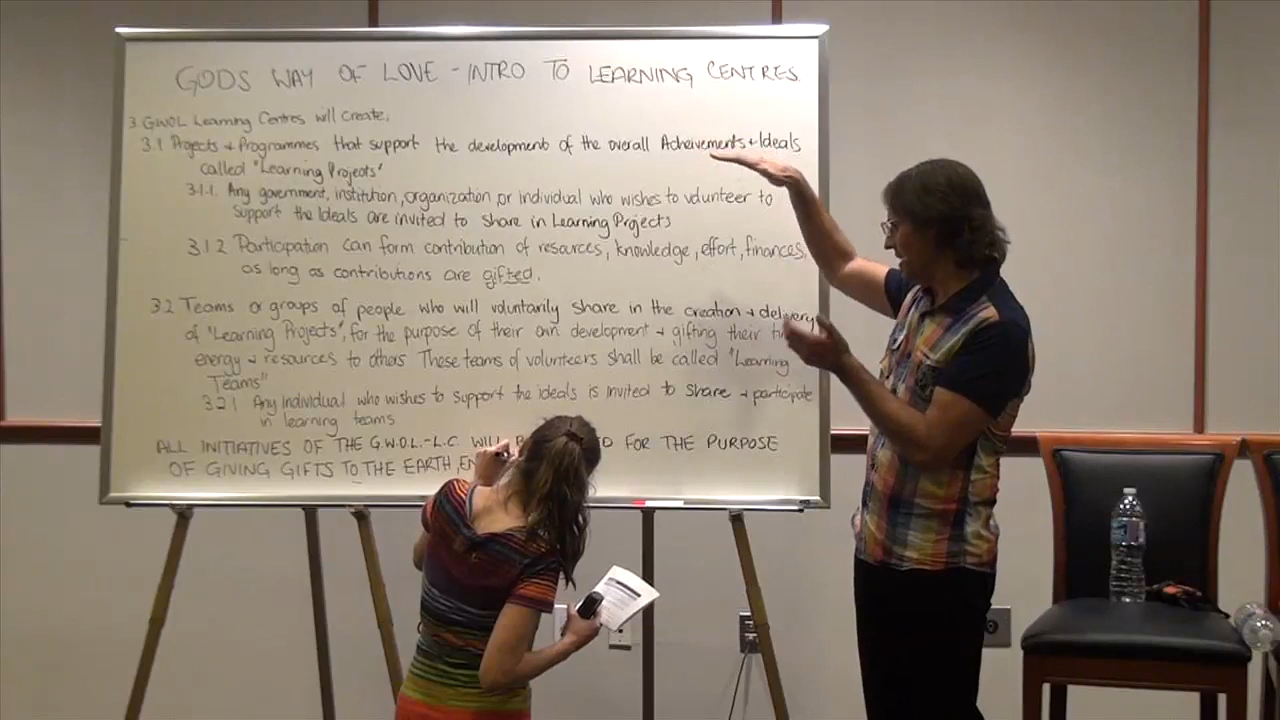 GODS WAY OF LOVE - INTRO TO LEARNING CENTRES
3 GWOL Learning Centres will create,
3.1 Projects + Programmes that support the development of the overall Acheivements + Ideals
called "Learning Projects"
3.1.1. Any government, institution, organization, or individual who wishes to volunteer to
support the Ideals are invited to share in Learning Projects
3.1.2 Participation can form contribution of resources, knowledge, effort, finances,
as long as contributions are gifted.
3.2 Teams or groups of people who will voluntarily share in the creation + delivery
of "Learning Projects", for the purpose of their own development + gifting their
energy + resources to others These teams of volunteers shall be called "Learning
Teams"
3.2.1 Any individual who wishes to support the ideals is invited to share + participate
in learning teams
ALL INITIATIVES OF THE G.W.O.L.-L.C. WILL FOR THE PURPOSE
OF GIVING GIFTS TO THE EARTH,